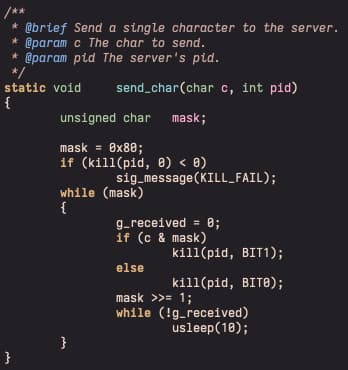 /**
 * @brief Send a single character to the server.
 * @param c The char to send.
 * @param pid The server's pid.
 */
static void	send_char(char c, int pid)
{
	unsigned char	mask;

	mask = 0x80;
	if (kill(pid, 0) < 0)
		sig_message(KILL_FAIL);
	while (mask)
	{
		g_received = 0;
		if (c & mask)
			kill(pid, BIT1);
		else
			kill(pid, BIT0);
		mask >>= 1;
		while (!g_received)
			usleep(10);
	}
}